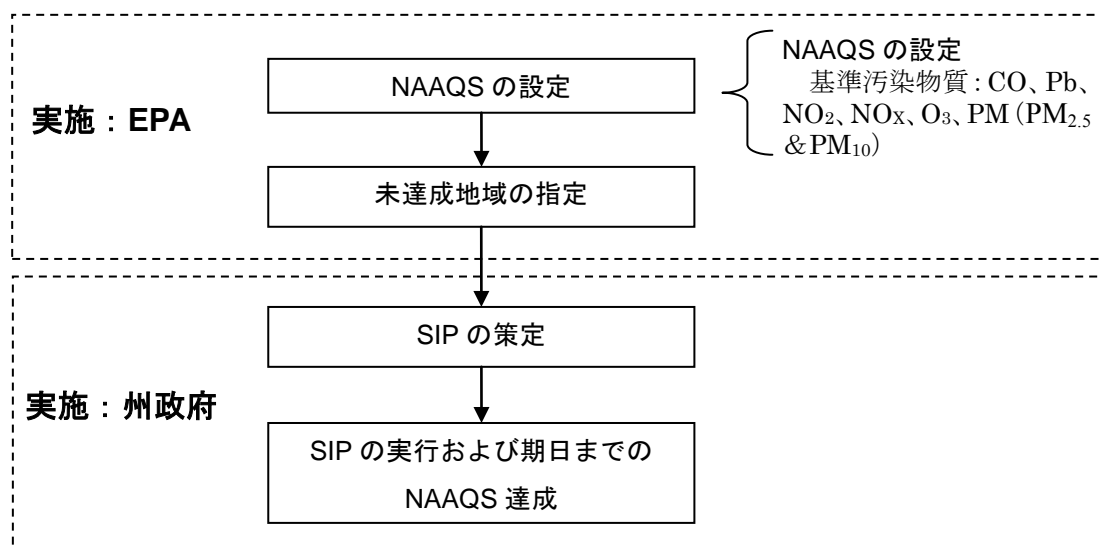 NAAQS の設定
実施：EPA
NAAQS の設定
基準汚染物質：CO、Pb、
NO₂、NOx、O₃、PM（PM₂.₅
＆PM₁₀）
未達成地域の指定
SIP の策定
実施：州政府
SIP の実行および期日までの
NAAQS 達成